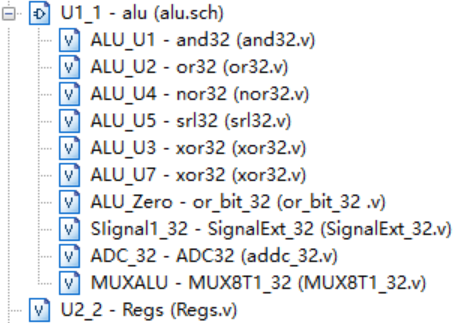 U1_1 - alu (alu.sch)
ALU_U1 - and32 (and32.v)
ALU_U2 - or32 (or32.v)
ALU_U4 - nor32 (nor32.v)
ALU_U5 - srl32 (srl32.v)
ALU_U3 - xor32 (xor32.v)
ALU_U7 - xor32 (xor32.v)
ALU_Zero - or_bit_32 (or_bit_32 .v)
SIignal1_32 - SignalExt_32 (SignalExt_32.v)
ADC_32 - ADC32 (addc_32.v)
MUXALU - MUX8T1_32 (MUX8T1_32.v)
U2_2 - Regs (Regs.v)